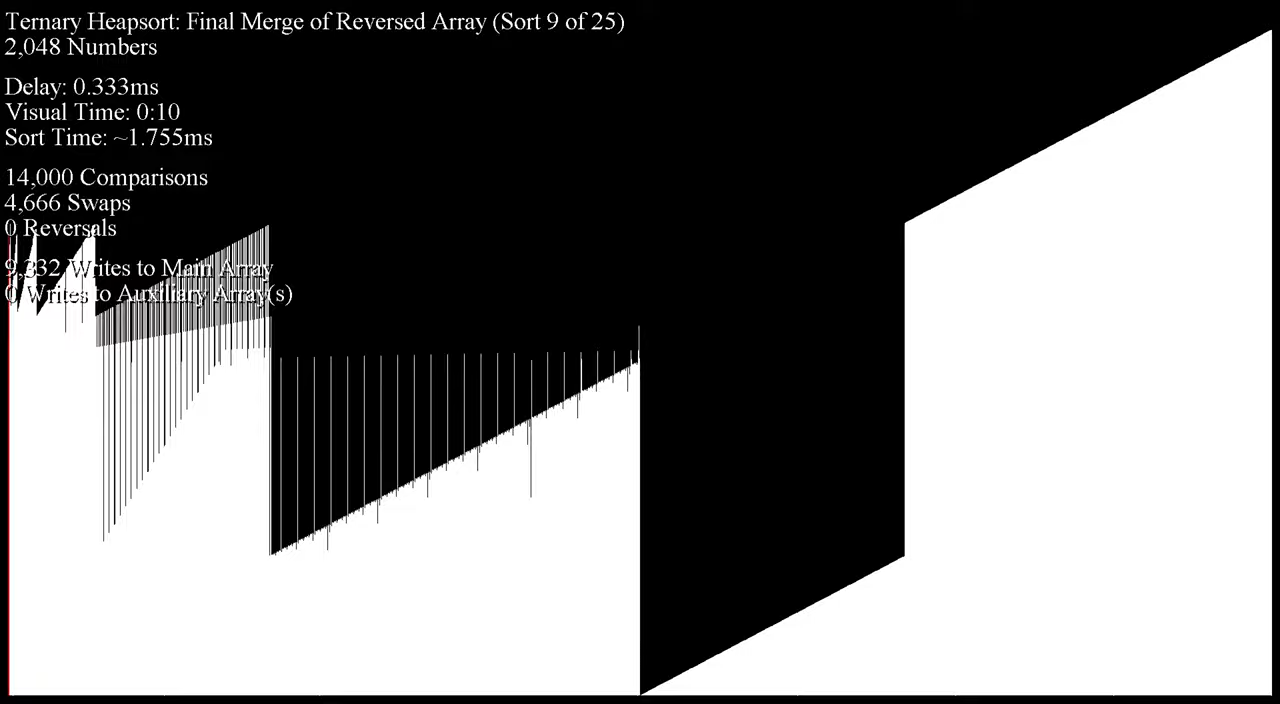 Ternary Heapsort: Final Merge of Reversed Array (Sort 9 of 25)
2,048 Numbers
Delay: 0.333ms
Visual Time: 0:10
Sort Time: ~1.755ms
14,000 Comparisons
4,666 Swaps
0 Reversals
9,332 Writes to Main Array
0 Writes to Auxiliary Array(s)